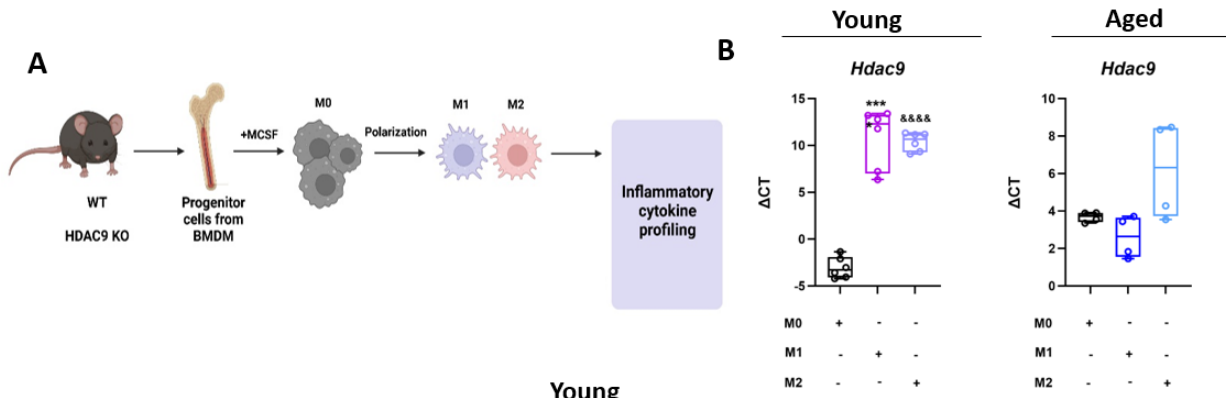 A
WT
HDAC9 KO
Progenitor
cells from
BMDM
+MCSF
M0
Polarization
M1
M2
Inflammatory
cytokine
profiling
B
Young
Hdac9
ΔCT
15
10
5
0
-5
***
*
&&&&
M0 + - -
M1 - + -
M2 - - +
Aged
Hdac9
ΔCT
10
8
6
4
2
0
M0 + - -
M1 - + -
M2 - - +
Young